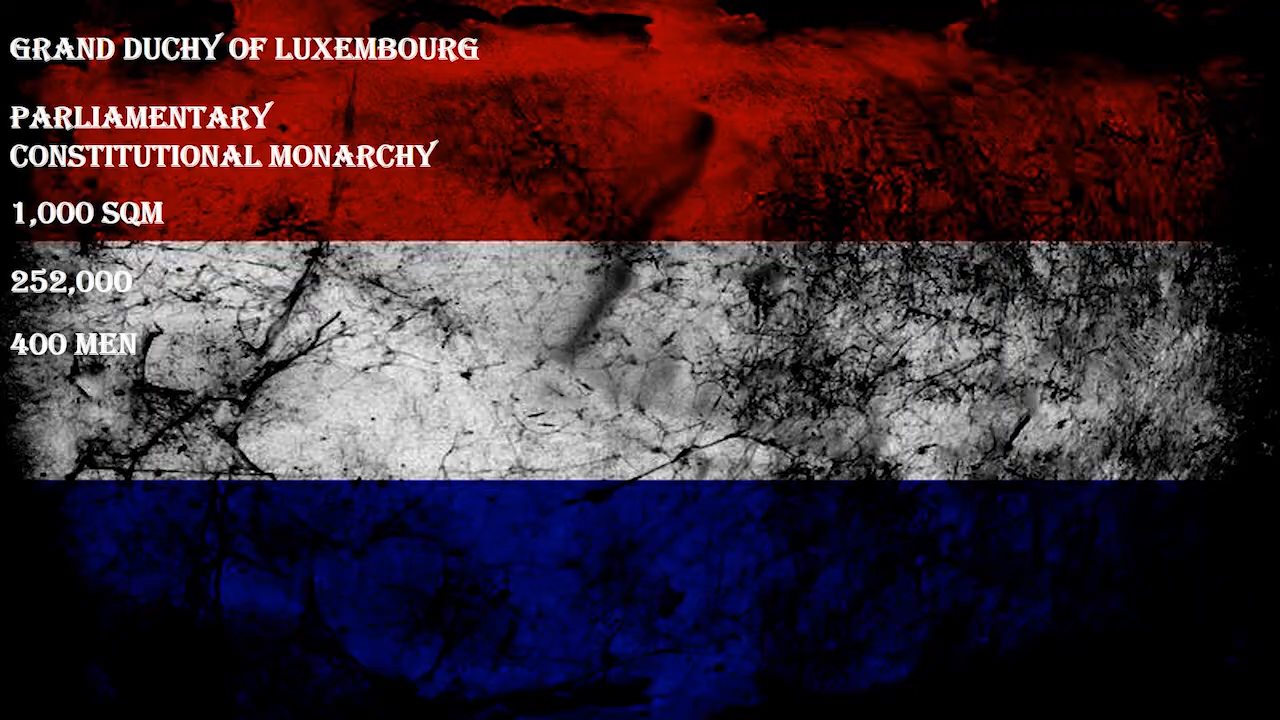 GRAND DUCHY OF LUXEMBOURG
PARLIAMENTARY
CONSTITUTIONAL MONARCHY
1,000 SQM
252,000
400 MEN